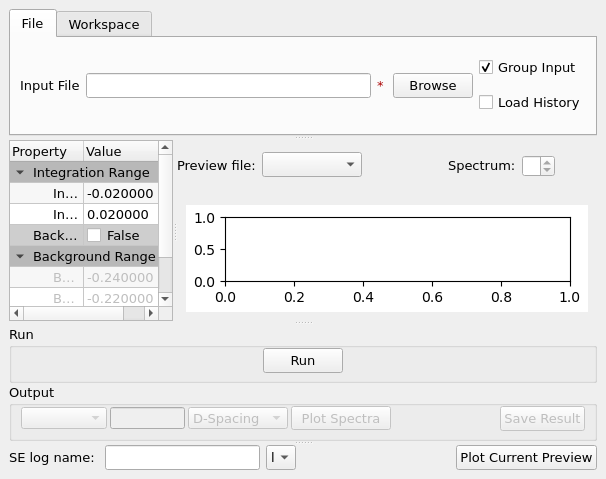 File Workspace
Input File * Browse
Group Input
Load History
Property Value
Integration Range
In... -0.020000
In... 0.020000
Back... False
Background Range
B... -0.240000
B... -0.220000
Preview file: Spectrum:
1.0
0.5
0.0
0.0 0.2 0.4 0.6 0.8 1.0
Run
Run
Output
D-Spacing Plot Spectra Save Result
SE log name: Plot Current Preview